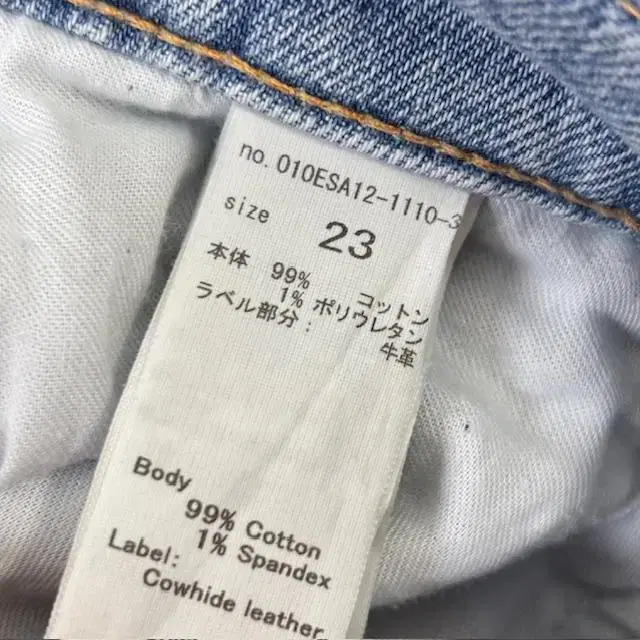 no. 010ESA12-1110-3
size 23
本体 99% コットン
1% ポリウレタン
ラベル部分: 牛革
Body
99% Cotton
1% Spandex
Label:
Cowhide leather